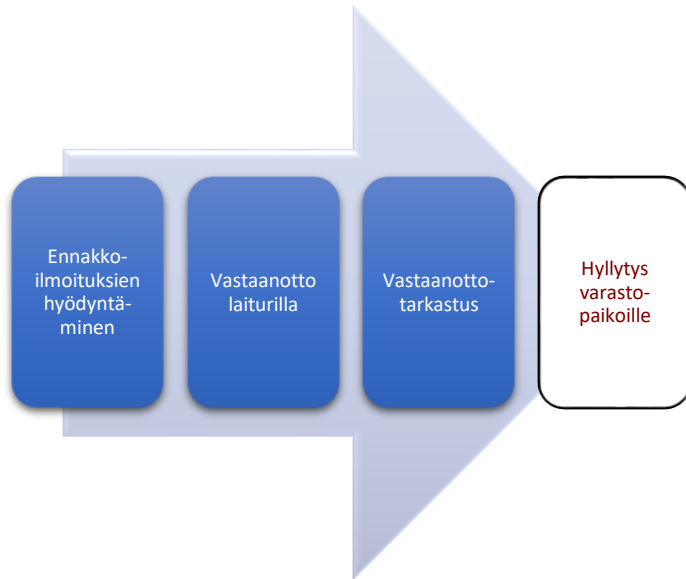 Ennakko-
ilmoituksien
hyödyntä-
minen
Vastaanotto
laiturilla
Vastaanotto-
tarkastus
Hyllytys
varasto-
paikoille